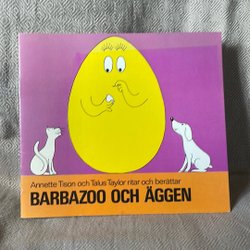 Annette Tison och Talus Taylor ritar och berättar
BARBAZOO OCH ÄGGEN